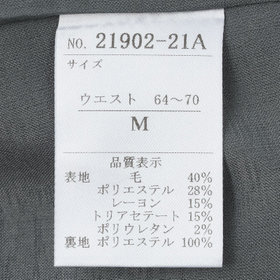 NO. 21902-21A
サイズ
ウエスト 64～70
M
品質表示
表地 毛 40%
ポリエステル 28%
レーヨン 15%
トリアセテート 15%
ポリウレタン 2%
裏地 ポリエステル 100%